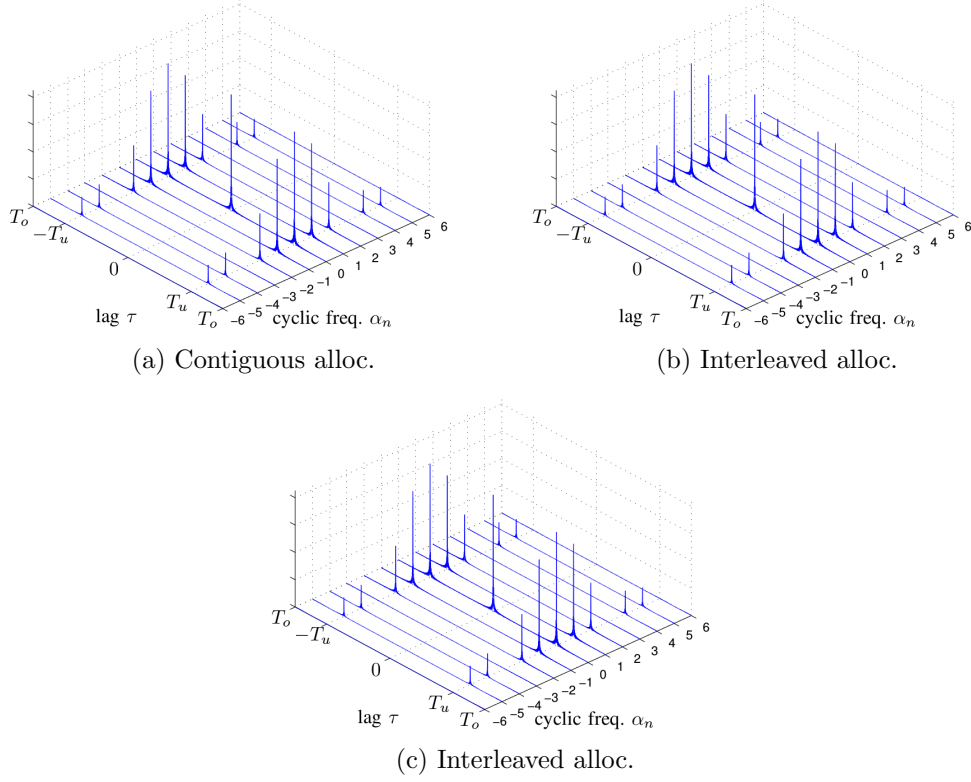 T_o
−T_u
0
T_u
T_o
lag τ
−6 −5 −4 −3 −2 −1 0 1 2 3 4 5 6
cyclic freq. α_n
(a) Contiguous alloc.
T_o
−T_u
0
T_u
T_o
lag τ
−6 −5 −4 −3 −2 −1 0 1 2 3 4 5 6
cyclic freq. α_n
(b) Interleaved alloc.
T_o
−T_u
0
T_u
T_o
lag τ
−6 −5 −4 −3 −2 −1 0 1 2 3 4 5 6
cyclic freq. α_n
(c) Interleaved alloc.